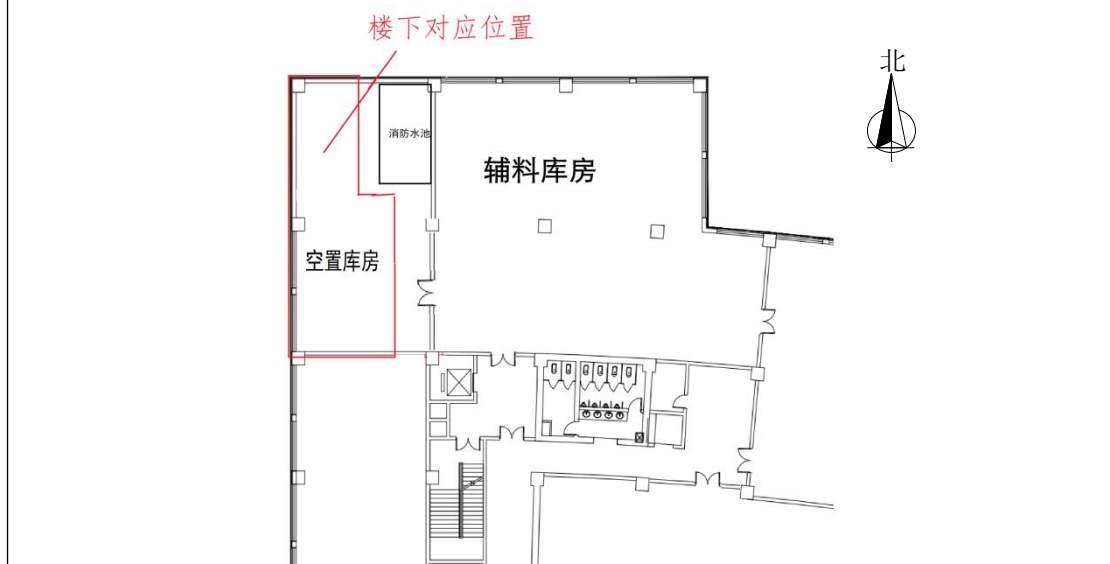 楼下对应位置
北
消防水池
辅料库房
空置库房